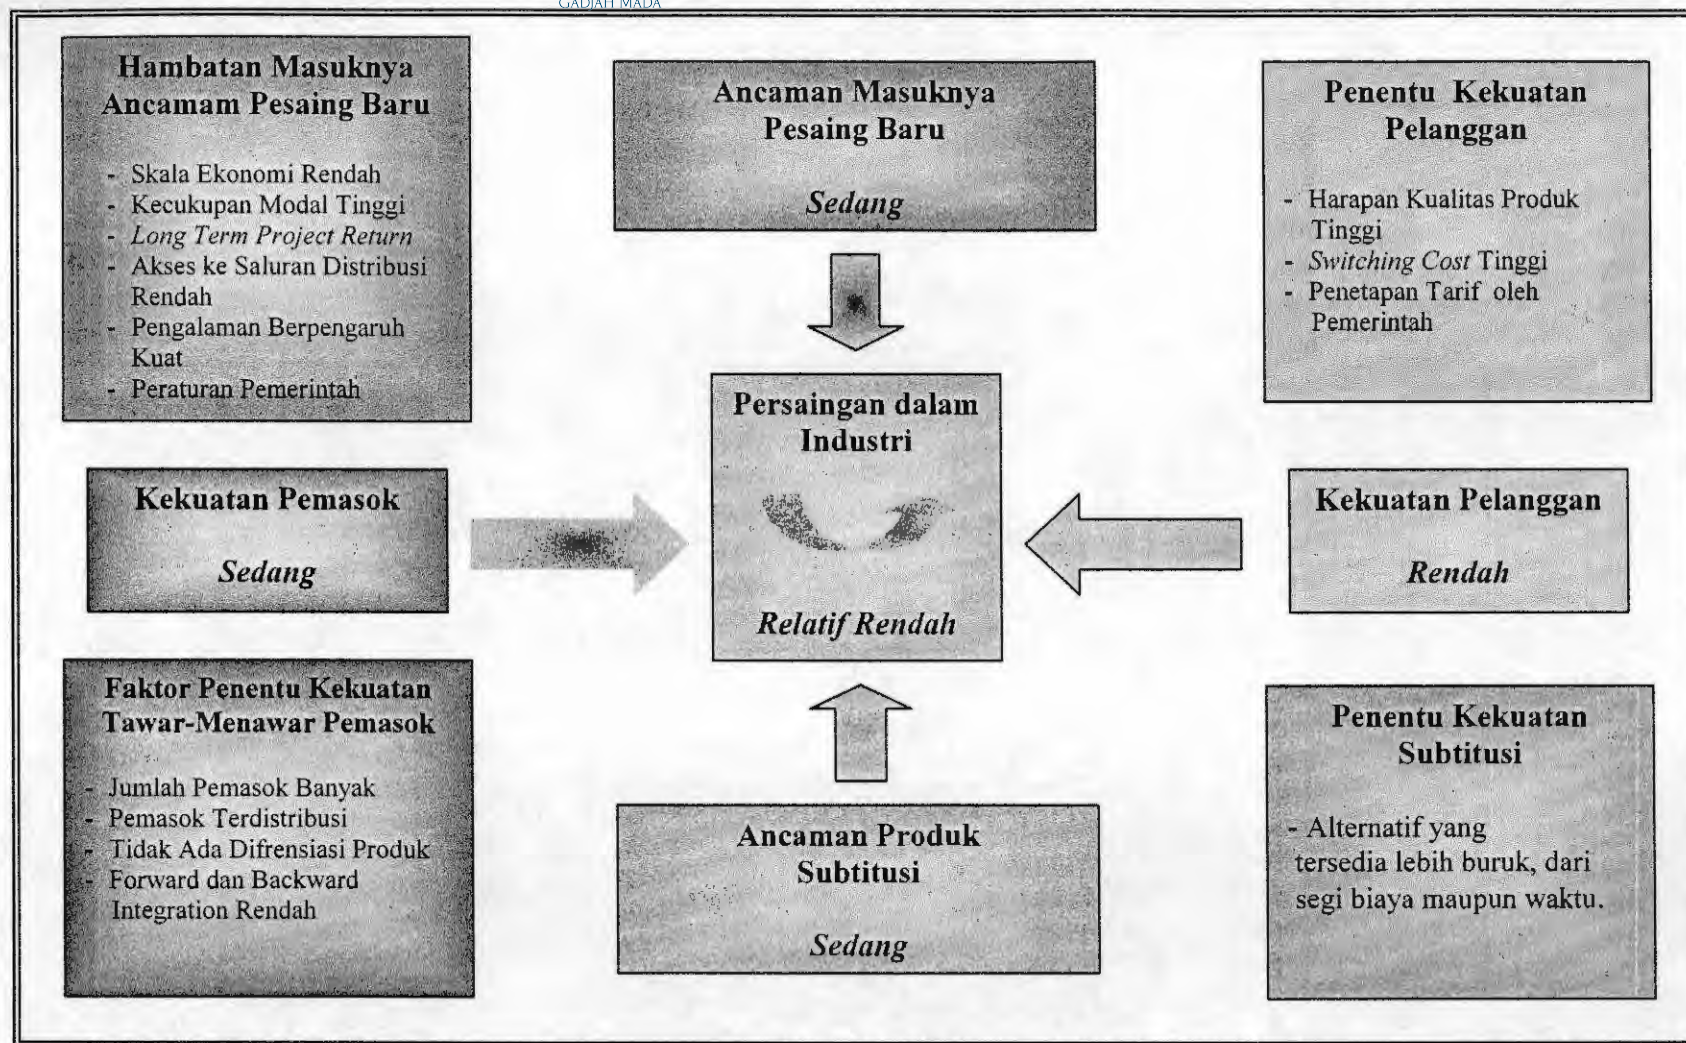 GADJAH MADA
Hambatan Masuknya
Ancamam Pesaing Baru
- Skala Ekonomi Rendah
- Kecukupan Modal Tinggi
- Long Term Project Return
- Akses ke Saluran Distribusi
Rendah
- Pengalaman Berpengaruh
Kuat
- Peraturan Pemerintah
Ancaman Masuknya
Pesaing Baru
Sedang
Penentu Kekuatan
Pelanggan
- Harapan Kualitas Produk
Tinggi
- Switching Cost Tinggi
- Penetapan Tarif oleh
Pemerintah
Kekuatan Pemasok
Sedang
Persaingan dalam
Industri
Relatif Rendah
Kekuatan Pelanggan
Rendah
Faktor Penentu Kekuatan
Tawar-Menawar Pemasok
- Jumlah Pemasok Banyak
- Pemasok Terdistribusi
- Tidak Ada Difrensiasi Produk
- Forward dan Backward
Integration Rendah
Ancaman Produk
Subtitusi
Sedang
Penentu Kekuatan
Subtitusi
- Alternatif yang
tersedia lebih buruk, dari
segi biaya maupun waktu.